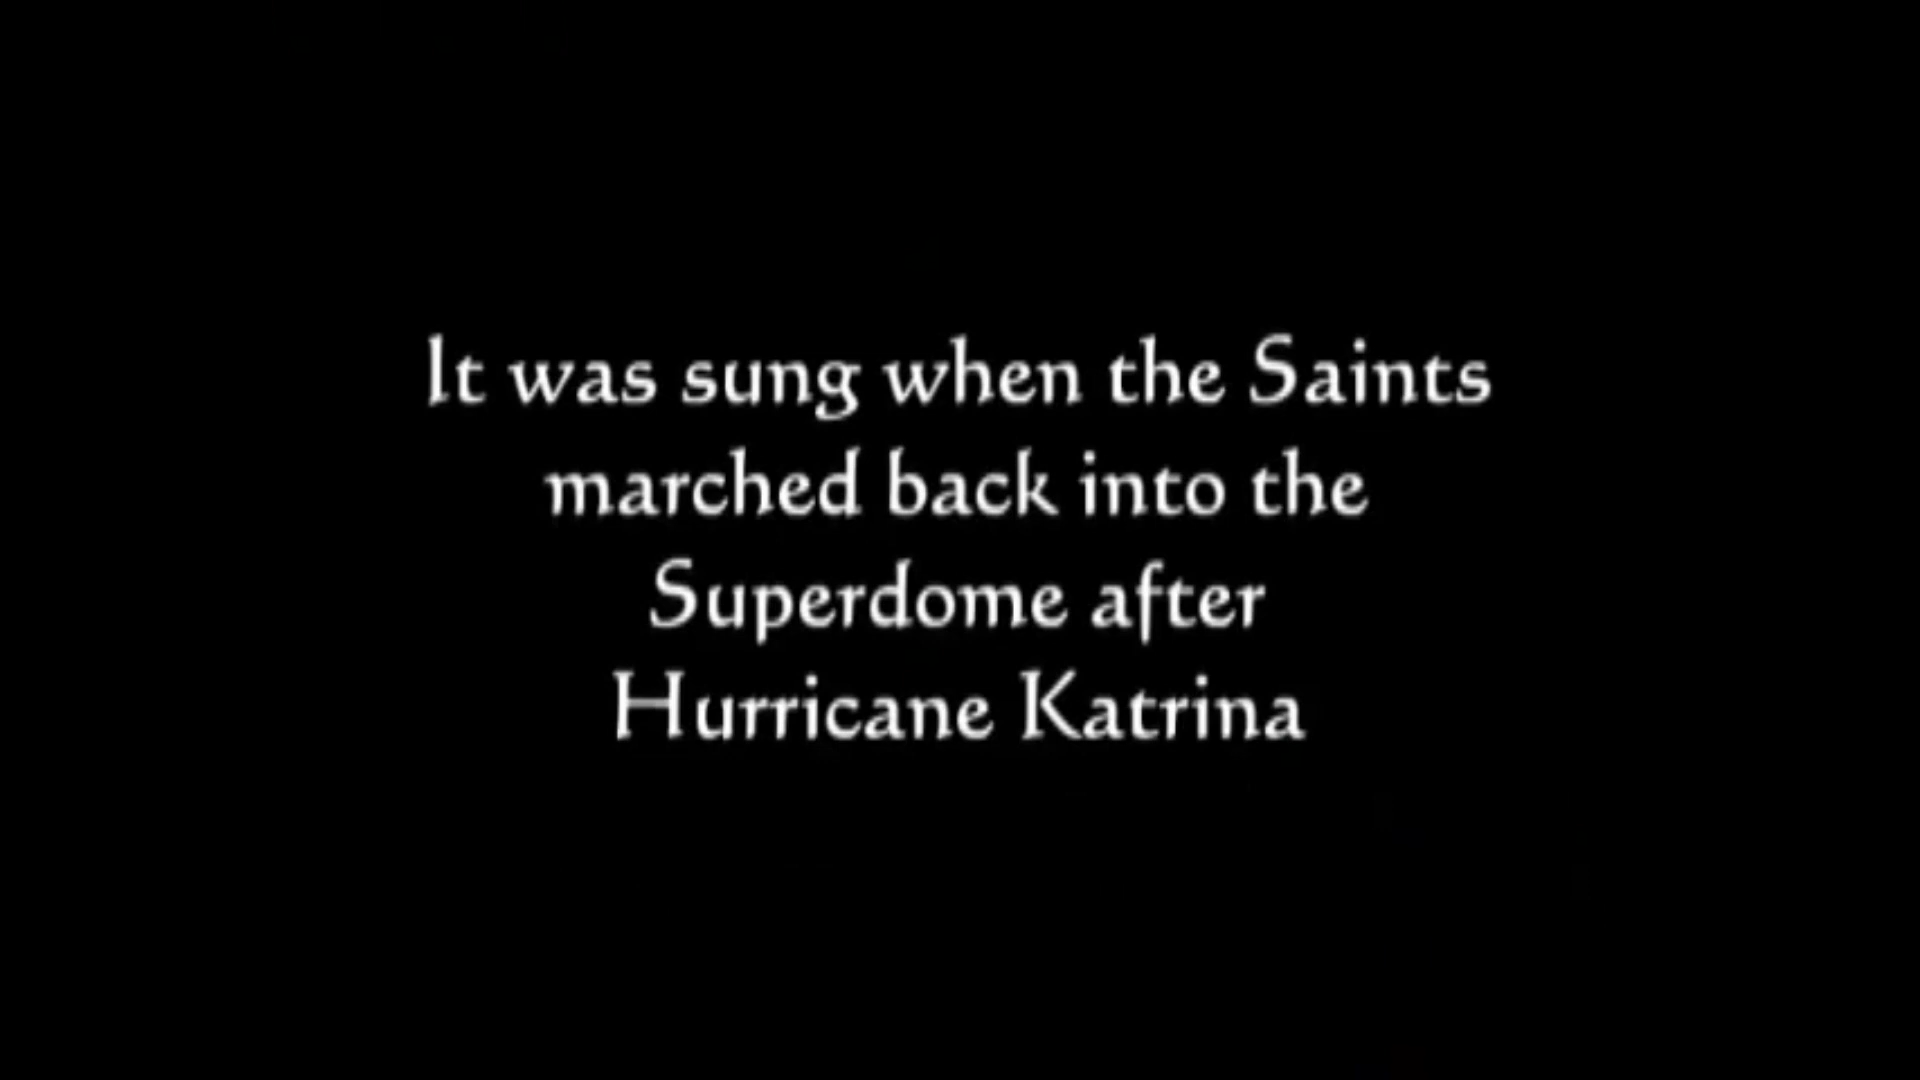 It was sung when the Saints
marched back into the
Superdome after
Hurricane Katrina